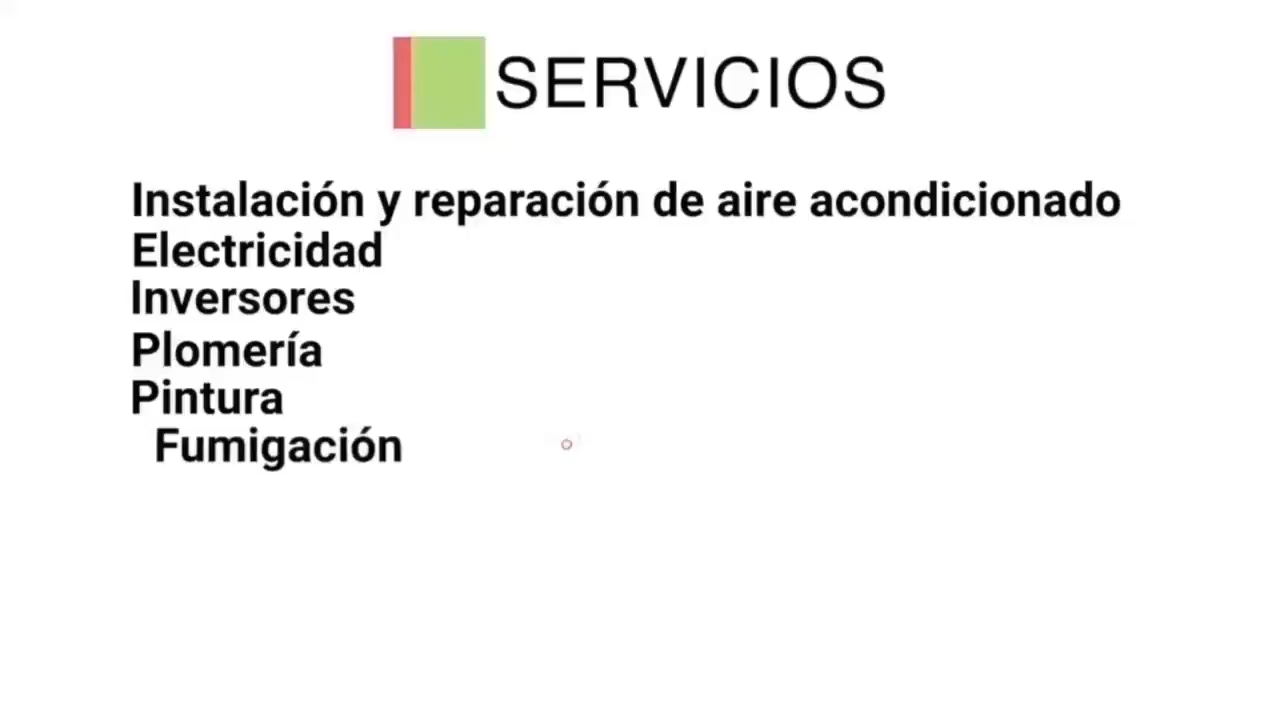 SERVICIOS
Instalación y reparación de aire acondicionado
Electricidad
Inversores
Plomería
Pintura
Fumigación